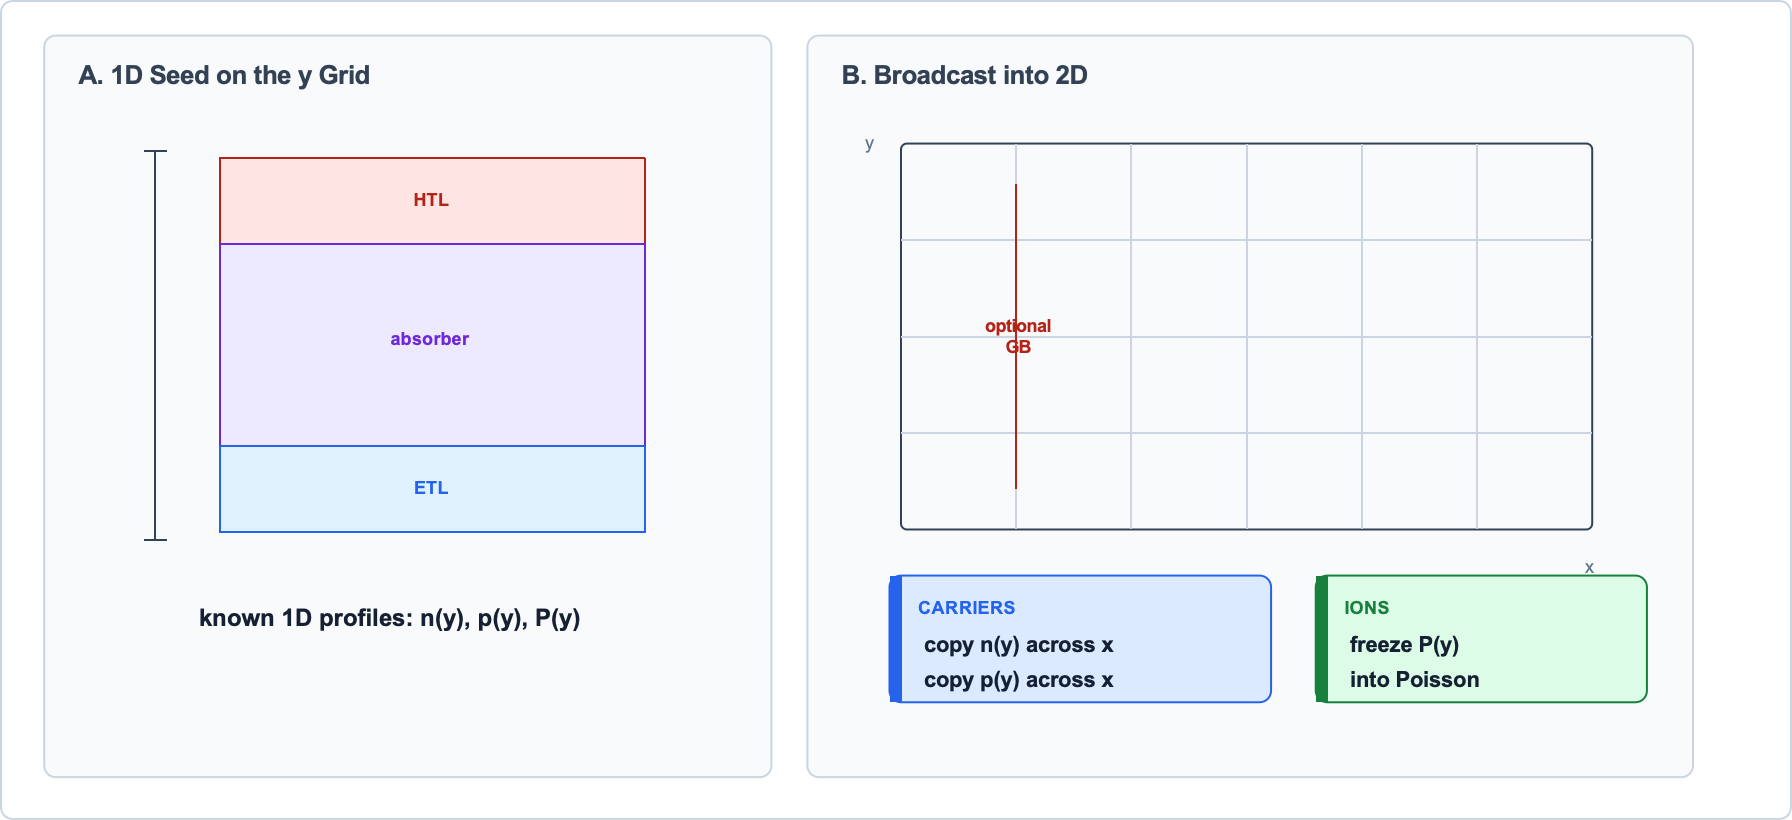 A. 1D Seed on the y Grid
HTL
absorber
ETL
known 1D profiles: n(y), p(y), P(y)
B. Broadcast into 2D
y
optional
GB
x
CARRIERS
copy n(y) across x
copy p(y) across x
IONS
freeze P(y)
into Poisson